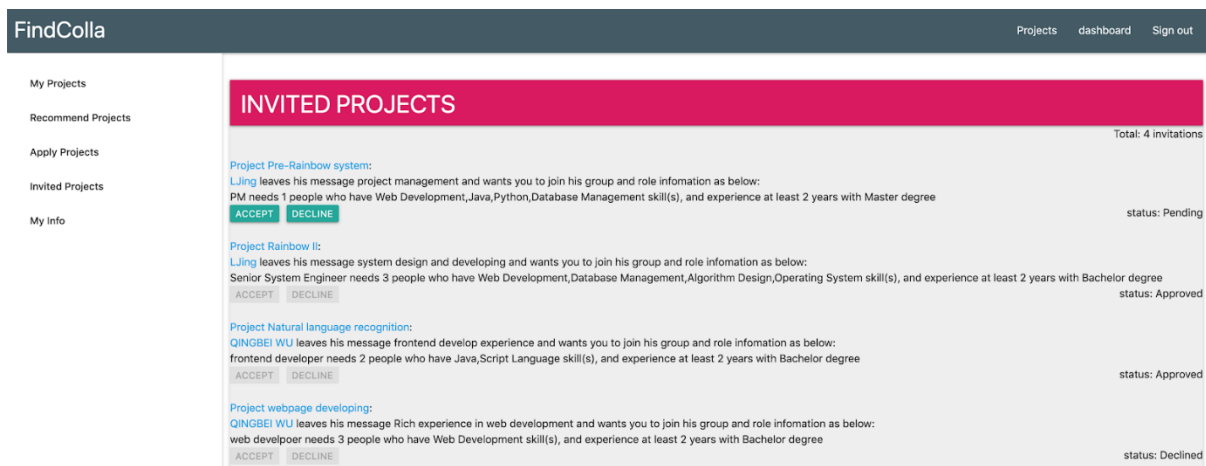 FindColla
Projects dashboard Sign out
My Projects
Recommend Projects
Apply Projects
Invited Projects
My Info
INVITED PROJECTS
Total: 4 invitations
Project Pre-Rainbow system:
LJing leaves his message project management and wants you to join his group and role infomation as below:
PM needs 1 people who have Web Development,Java,Python,Database Management skill(s), and experience at least 2 years with Master degree
ACCEPT DECLINE status: Pending
Project Rainbow II:
LJing leaves his message system design and developing and wants you to join his group and role infomation as below:
Senior System Engineer needs 3 people who have Web Development,Database Management,Algorithm Design,Operating System skill(s), and experience at least 2 years with Bachelor degree
ACCEPT DECLINE status: Approved
Project Natural language recognition:
QINGBEI WU leaves his message frontend develop experience and wants you to join his group and role infomation as below:
frontend developer needs 2 people who have Java,Script Language skill(s), and experience at least 2 years with Bachelor degree
ACCEPT DECLINE status: Approved
Project webpage developing:
QINGBEI WU leaves his message Rich experience in web development and wants you to join his group and role infomation as below:
web develpoer needs 3 people who have Web Development skill(s), and experience at least 2 years with Bachelor degree
ACCEPT DECLINE status: Declined